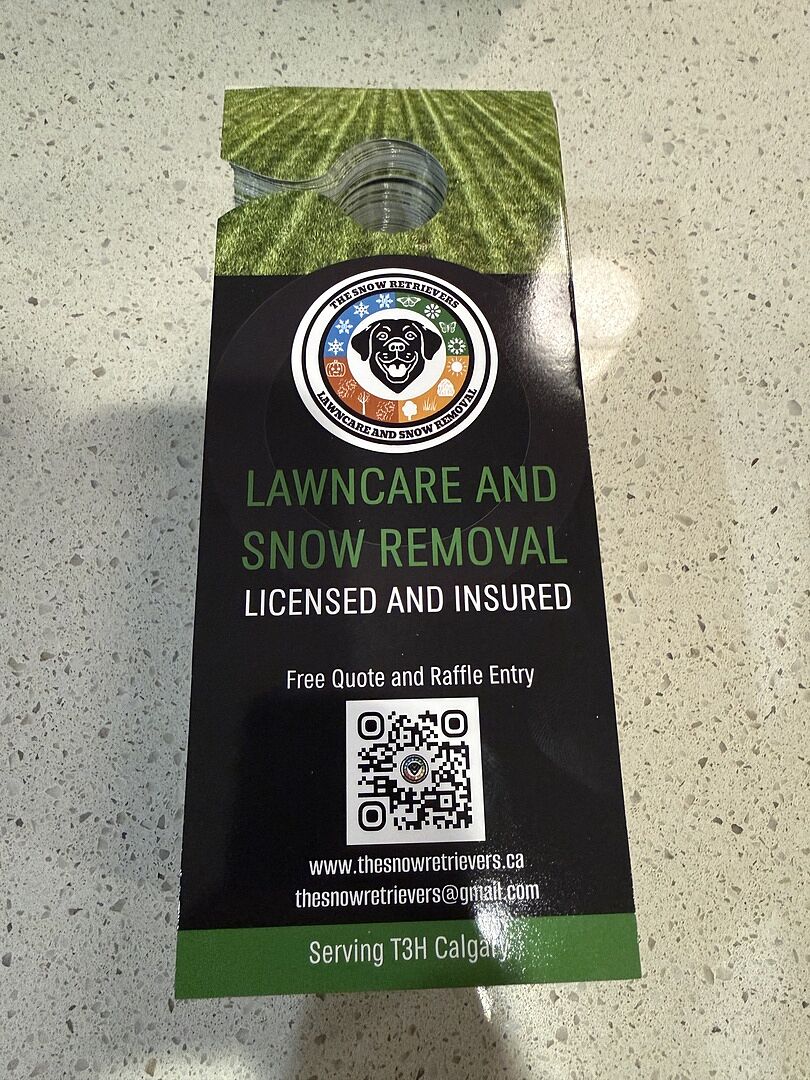 THE SNOW RETRIEVERS
LAWNCARE AND SNOW REMOVAL
LAWNCARE AND
SNOW REMOVAL
LICENSED AND INSURED
Free Quote and Raffle Entry
www.thesnowretrievers.ca
thesnowretrievers@gmail.com
Serving T3H Calgary